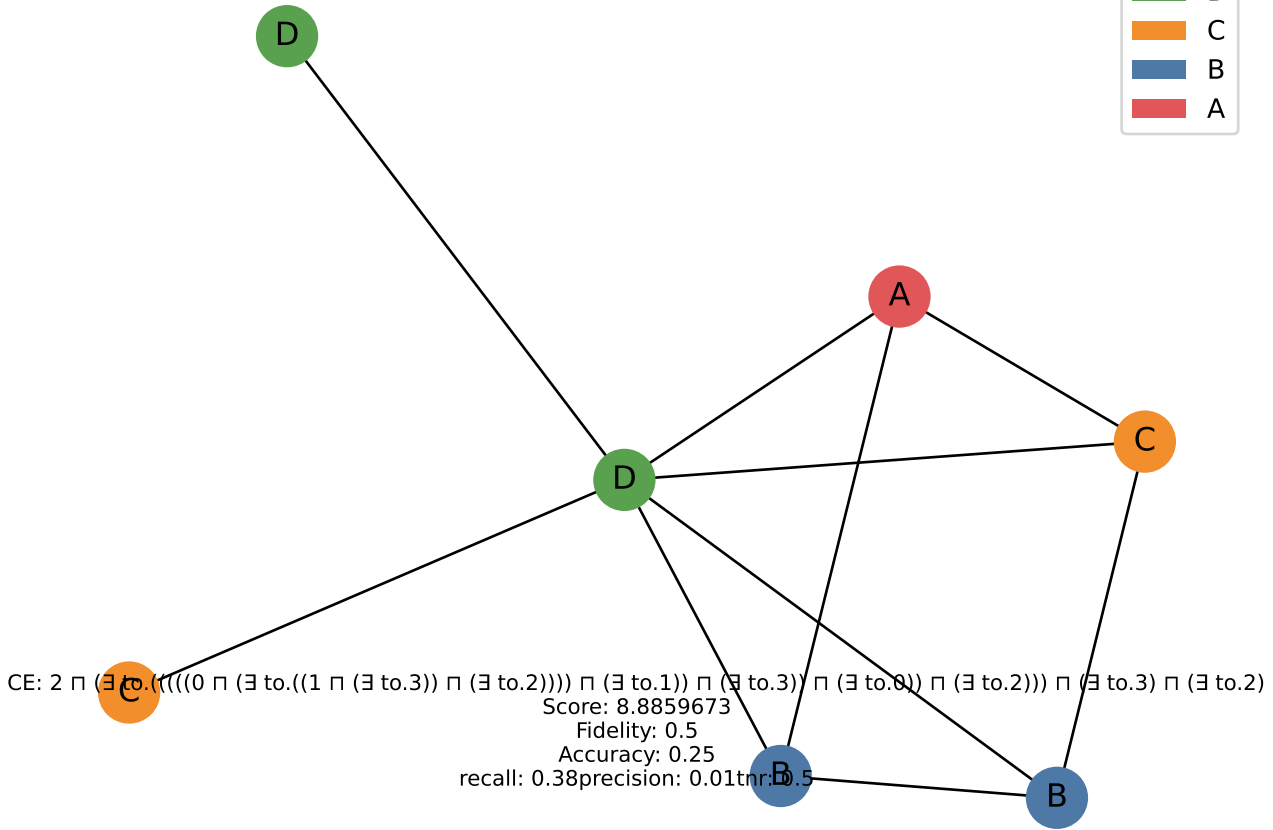 D
C
B
A
D
A
C
D
CE: 2 ⊓ (∃ to.(((((0 ⊓ (∃ to.((1 ⊓ (∃ to.3)) ⊓ (∃ to.2)))) ⊓ (∃ to.1)) ⊓ (∃ to.3)) ⊓ (∃ to.0)) ⊓ (∃ to.2))) ⊓ (∃ to.3) ⊓ (∃ to.2)
C
Score: 8.8859673
Fidelity: 0.5
Accuracy: 0.25
recall: 0.38precision: 0.01tnr: 0.5
B
B